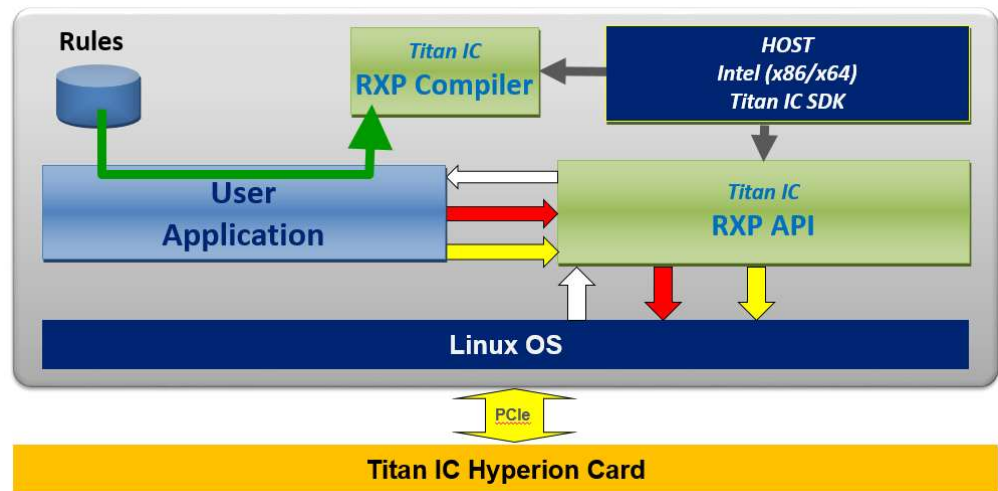 Rules
Titan IC
RXP Compiler
HOST
Intel (x86/x64)
Titan IC SDK
User
Application
Titan IC
RXP API
Linux OS
PCIe
Titan IC Hyperion Card